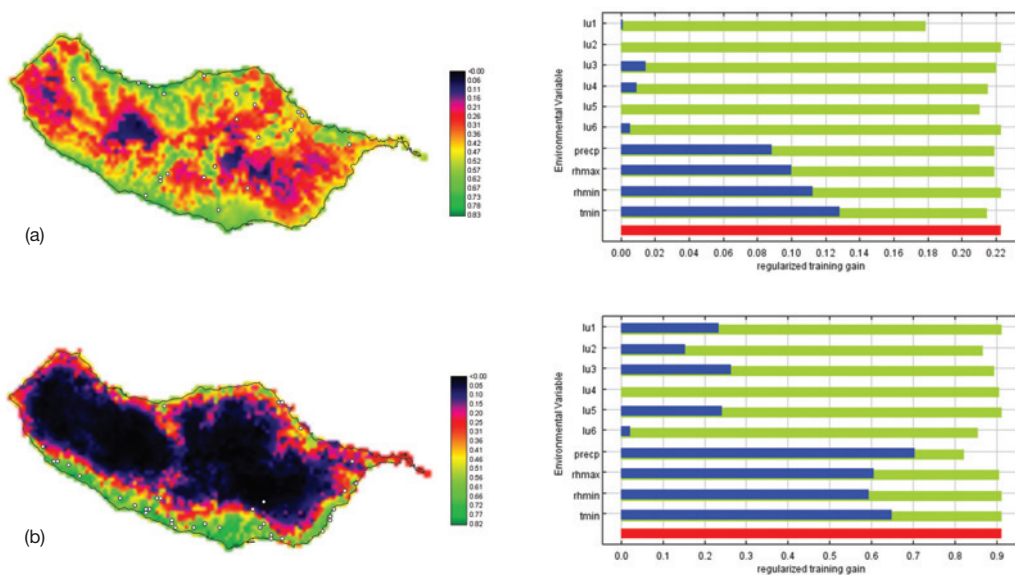 <0.00
0.06
0.11
0.16
0.21
0.26
0.31
0.36
0.42
0.47
0.52
0.57
0.62
0.67
0.73
0.78
0.83
(a)
Environmental Variable
lu1
lu2
lu3
lu4
lu5
lu6
precp
rhmax
rhmin
tmin
0.00 0.02 0.04 0.06 0.08 0.10 0.12 0.14 0.16 0.18 0.20 0.22
regularized training gain
<0.00
0.05
0.10
0.15
0.20
0.25
0.31
0.36
0.41
0.46
0.51
0.56
0.61
0.66
0.72
0.77
0.82
(b)
Environmental Variable
lu1
lu2
lu3
lu4
lu5
lu6
precp
rhmax
rhmin
tmin
0.0 0.1 0.2 0.3 0.4 0.5 0.6 0.7 0.8 0.9
regularized training gain